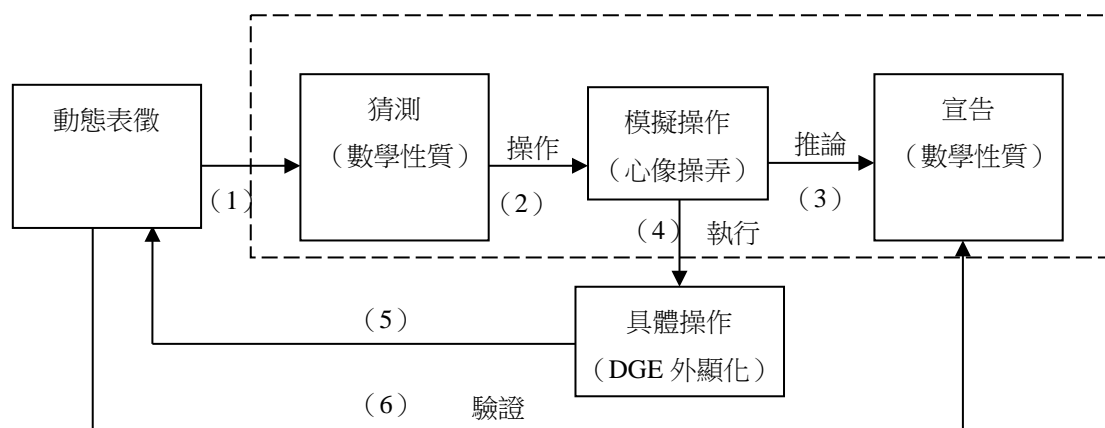 動態表徵
猜測
（數學性質）
操作
模擬操作
（心像操弄）
推論
宣告
（數學性質）
（1）
（2）
（3）
（4）
執行
（5）
具體操作
（DGE 外顯化）
（6）
驗證